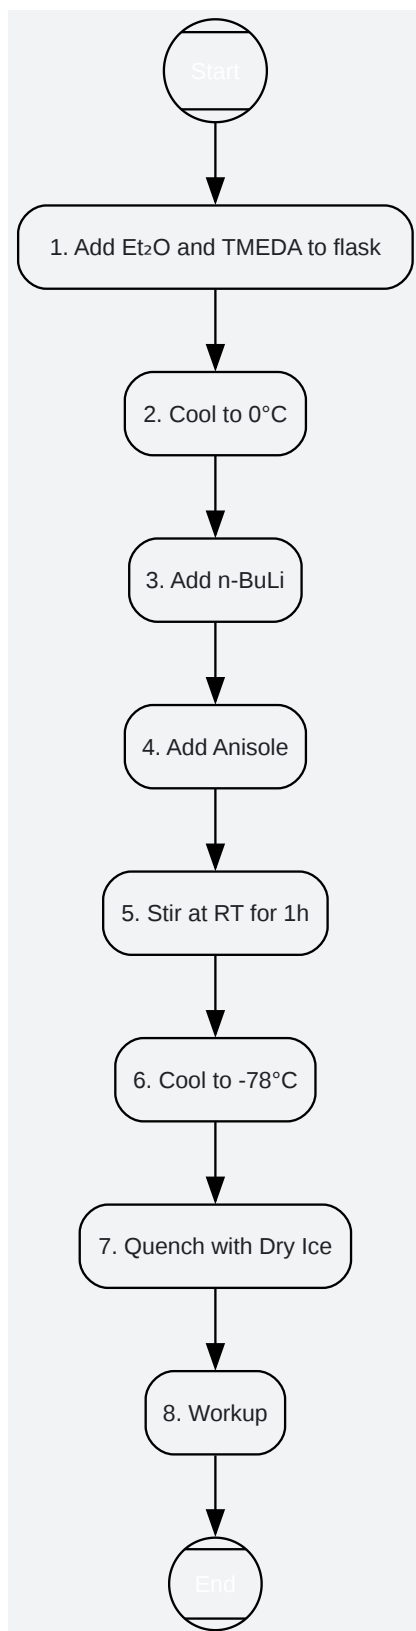 Start
1. Add Et₂O and TMEDA to flask
2. Cool to 0°C
3. Add n-BuLi
4. Add Anisole
5. Stir at RT for 1h
6. Cool to -78°C
7. Quench with Dry Ice
8. Workup
End